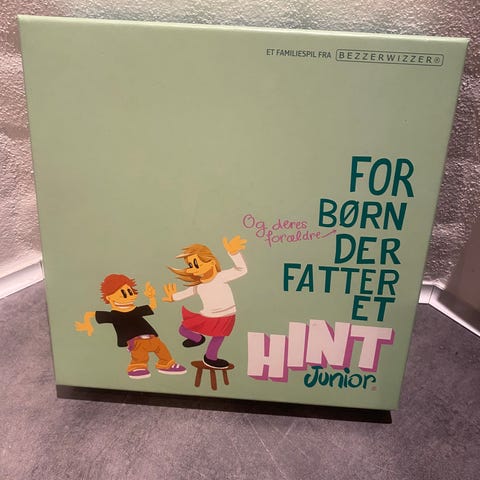 ET FAMILIESPIL FRA BEZZERWIZZER®
FOR
BØRN
Og deres
forældre
DER
FATTER
ET
HINT
Junior